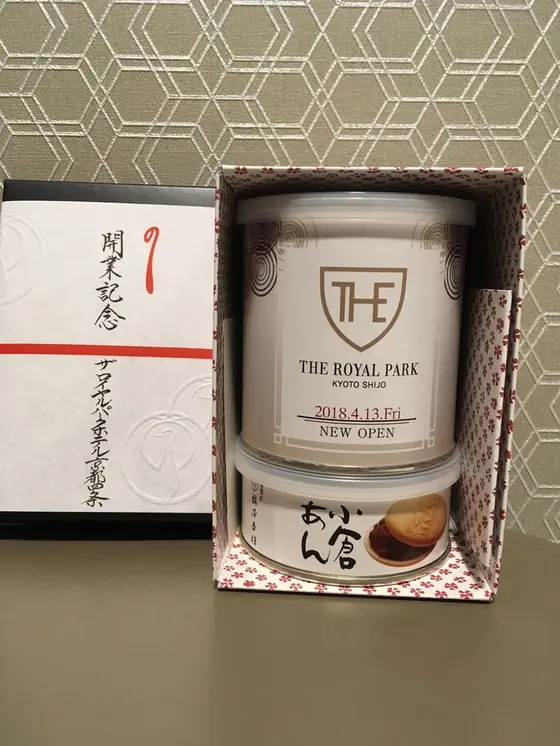 開業記念
ザロイヤルパークホテル京都四条
THE
THE ROYAL PARK
KYOTO SHIJO
2018.4.13.Fri
NEW OPEN
小倉
あん